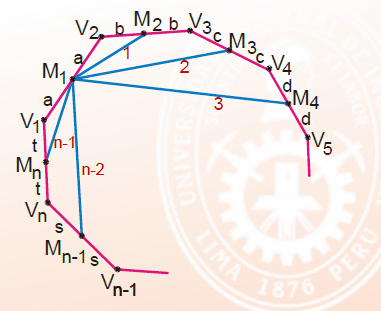 V2 b M2 b V3
c M3
c V4
a 1
M1 2 d
a 3 M4
V1 d
t n-1 V5
Mn n-2
t
Vn
s
Mn-1 s
Vn-1
LIMA 1876 PERU